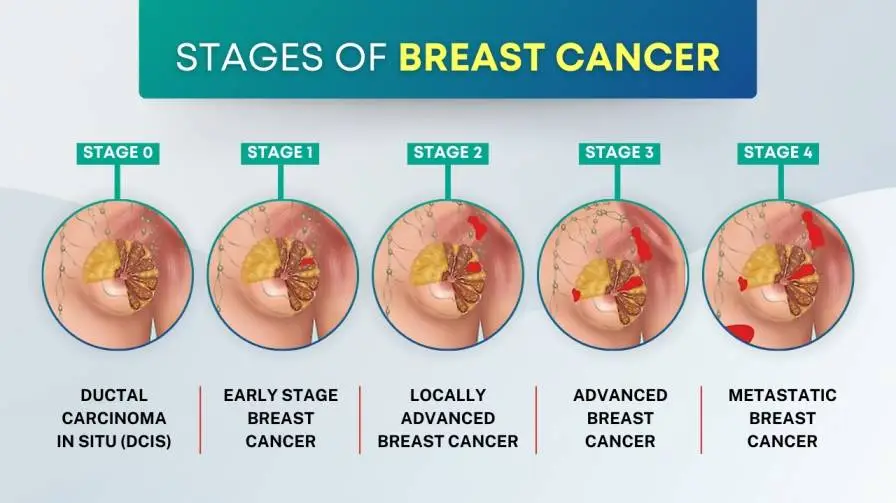 STAGES OF BREAST CANCER
STAGE 0
STAGE 1
STAGE 2
STAGE 3
STAGE 4
DUCTAL
CARCINOMA
IN SITU (DCIS)
EARLY STAGE
BREAST
CANCER
LOCALLY
ADVANCED
BREAST CANCER
ADVANCED
BREAST
CANCER
METASTATIC
BREAST
CANCER